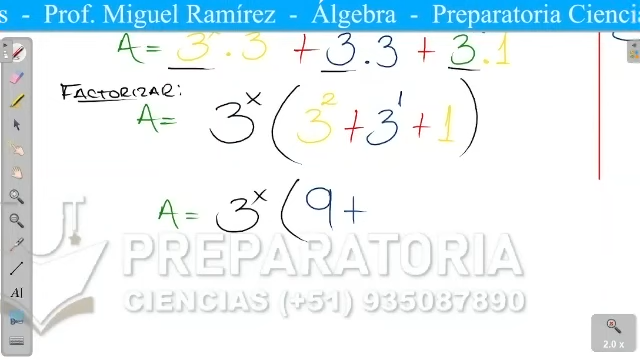 s - Prof. Miguel Ramírez - Álgebra - Preparatoria Cienci
A = 3ˣ . 3 + 3 . 3 + 3 . 1
FACTORIZAR:
A = 3ˣ (3² + 3¹ + 1)
A = 3ˣ (9 +
PREPARATORIA
CIENCIAS (+51) 935087890
AI
2.0 x